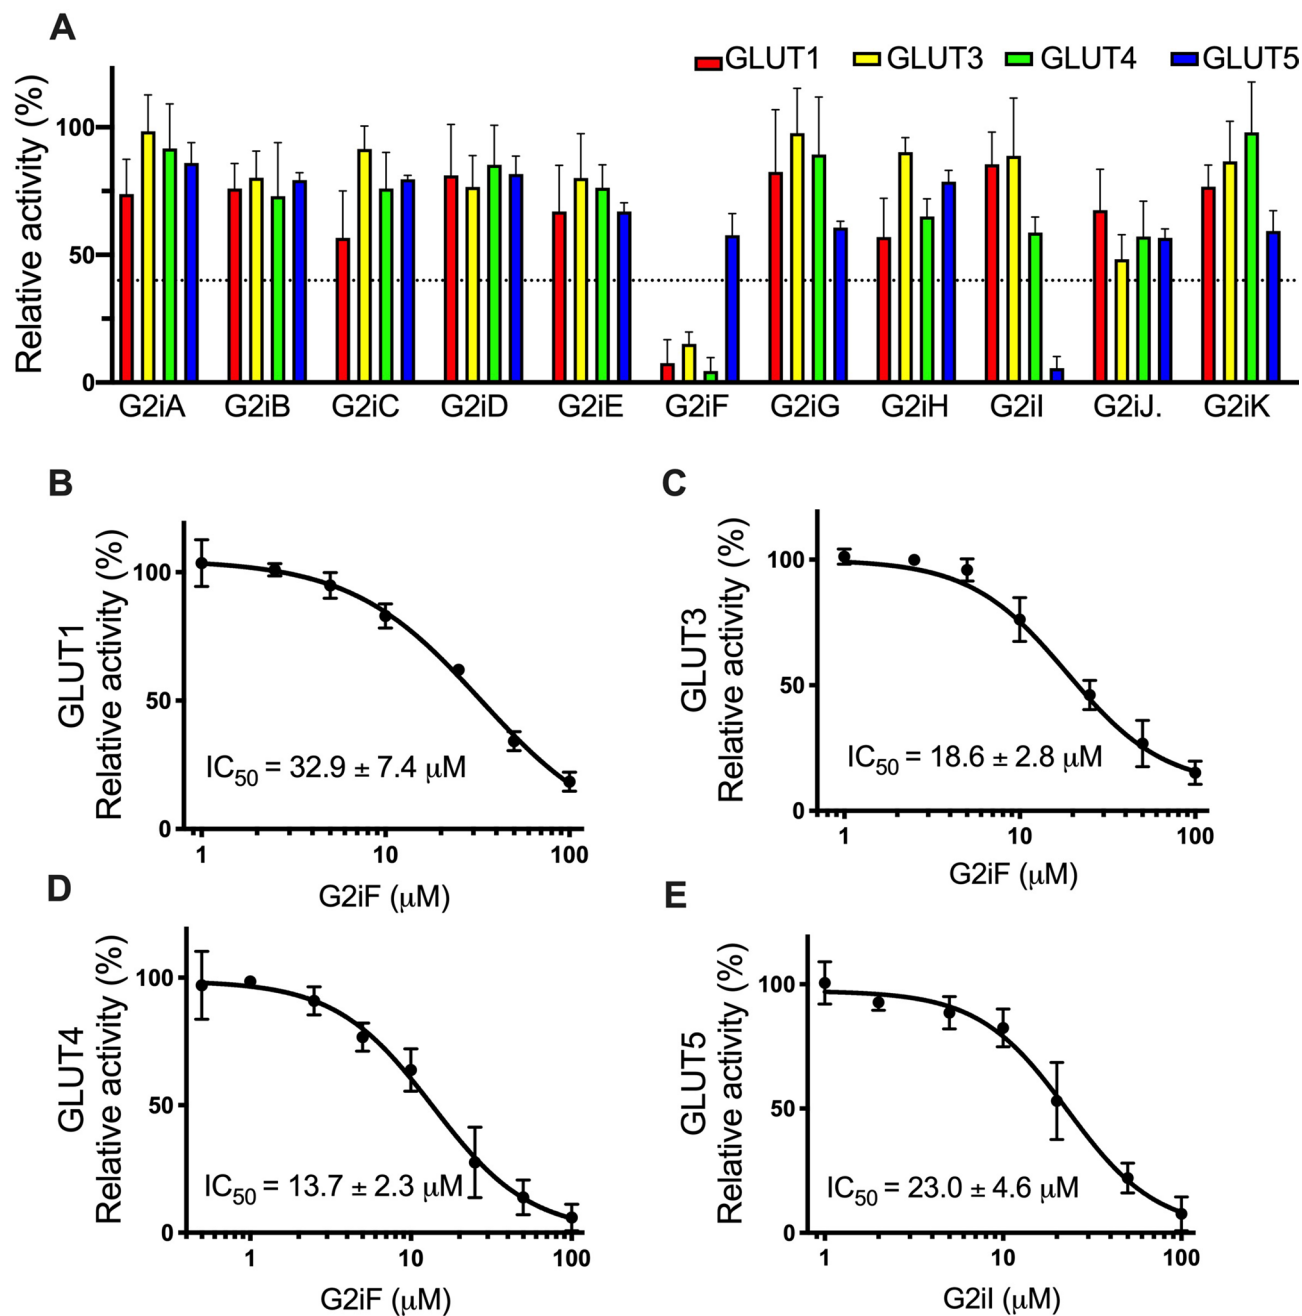 A
GLUT1 GLUT3 GLUT4 GLUT5
Relative activity (%)
100
50
0
G2iA G2iB G2iC G2iD G2iE G2iF G2iG G2iH G2iI G2iJ. G2iK
B
GLUT1
Relative activity (%)
100
50
0
IC50 = 32.9 ± 7.4 μM
1 10 100
G2iF (μM)
C
GLUT3
Relative activity (%)
100
50
0
IC50 = 18.6 ± 2.8 μM
1 10 100
G2iF (μM)
D
GLUT4
Relative activity (%)
100
50
0
IC50 = 13.7 ± 2.3 μM
1 10 100
G2iF (μM)
E
GLUT5
Relative activity (%)
100
50
0
IC50 = 23.0 ± 4.6 μM
1 10 100
G2iI (μM)